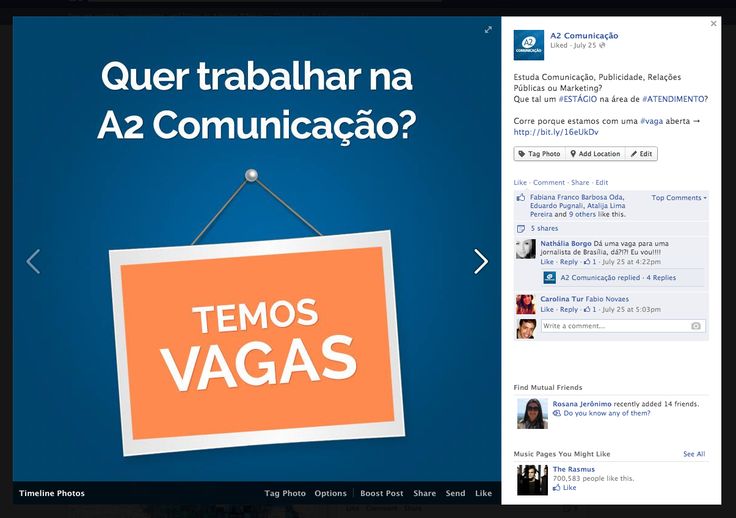 Quer trabalhar na
A2 Comunicação?
TEMOS
VAGAS
Timeline Photos
Tag Photo Options Boost Post Share Send Like
A2
COMUNICAÇÃO
A2 Comunicação
Liked · July 25
Estuda Comunicação, Publicidade, Relações
Públicas ou Marketing?
Que tal um #ESTÁGIO na área de #ATENDIMENTO?
Corre porque estamos com uma #vaga aberta →
http://bit.ly/16eUkDv
Tag Photo Add Location Edit
Like · Comment · Share · Edit
Fabiana Franco Barbosa Oda, Top Comments
Eduardo Pugnali, Atalija Lima
Pereira and 9 others like this.
5 shares
Nathália Borgo Dá uma vaga para uma
jornalista de Brasília, dá?!?! Eu vou!!!!
Like · Reply · 1 · July 25 at 4:22pm
A2 Comunicação replied · 4 Replies
Carolina Tur Fabio Novaes
Like · Reply · 1 · July 25 at 5:03pm
Write a comment...
Find Mutual Friends
Rosana Jerônimo recently added 14 friends.
Do you know any of them?
Music Pages You Might Like See All
The Rasmus
700,583 people like this.
Like